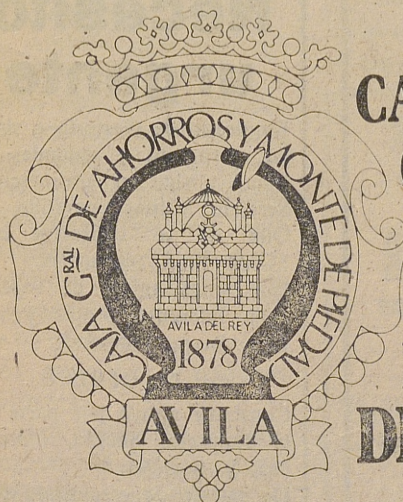 CAJA GRAL DE AHORROS Y MONTE DE PIEDAD
AVILA DEL REY
1878
AVILA
CA
DE